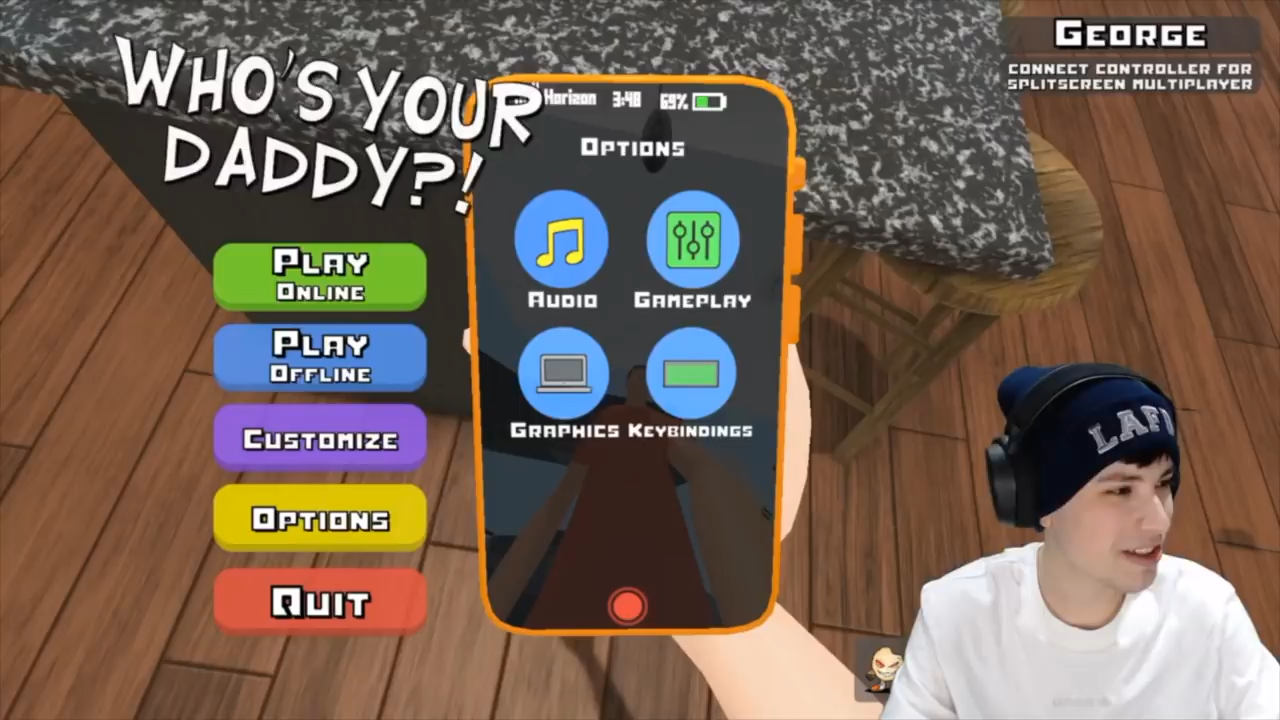 WHO'S YOUR
DADDY?!
PLAY
ONLINE
PLAY
OFFLINE
CUSTOMIZE
OPTIONS
QUIT
Horizon 3:48 69%
OPTIONS
AUDIO GAMEPLAY
GRAPHICS KEYBINDINGS
GEORGE
CONNECT CONTROLLER FOR
SPLITSCREEN MULTIPLAYER